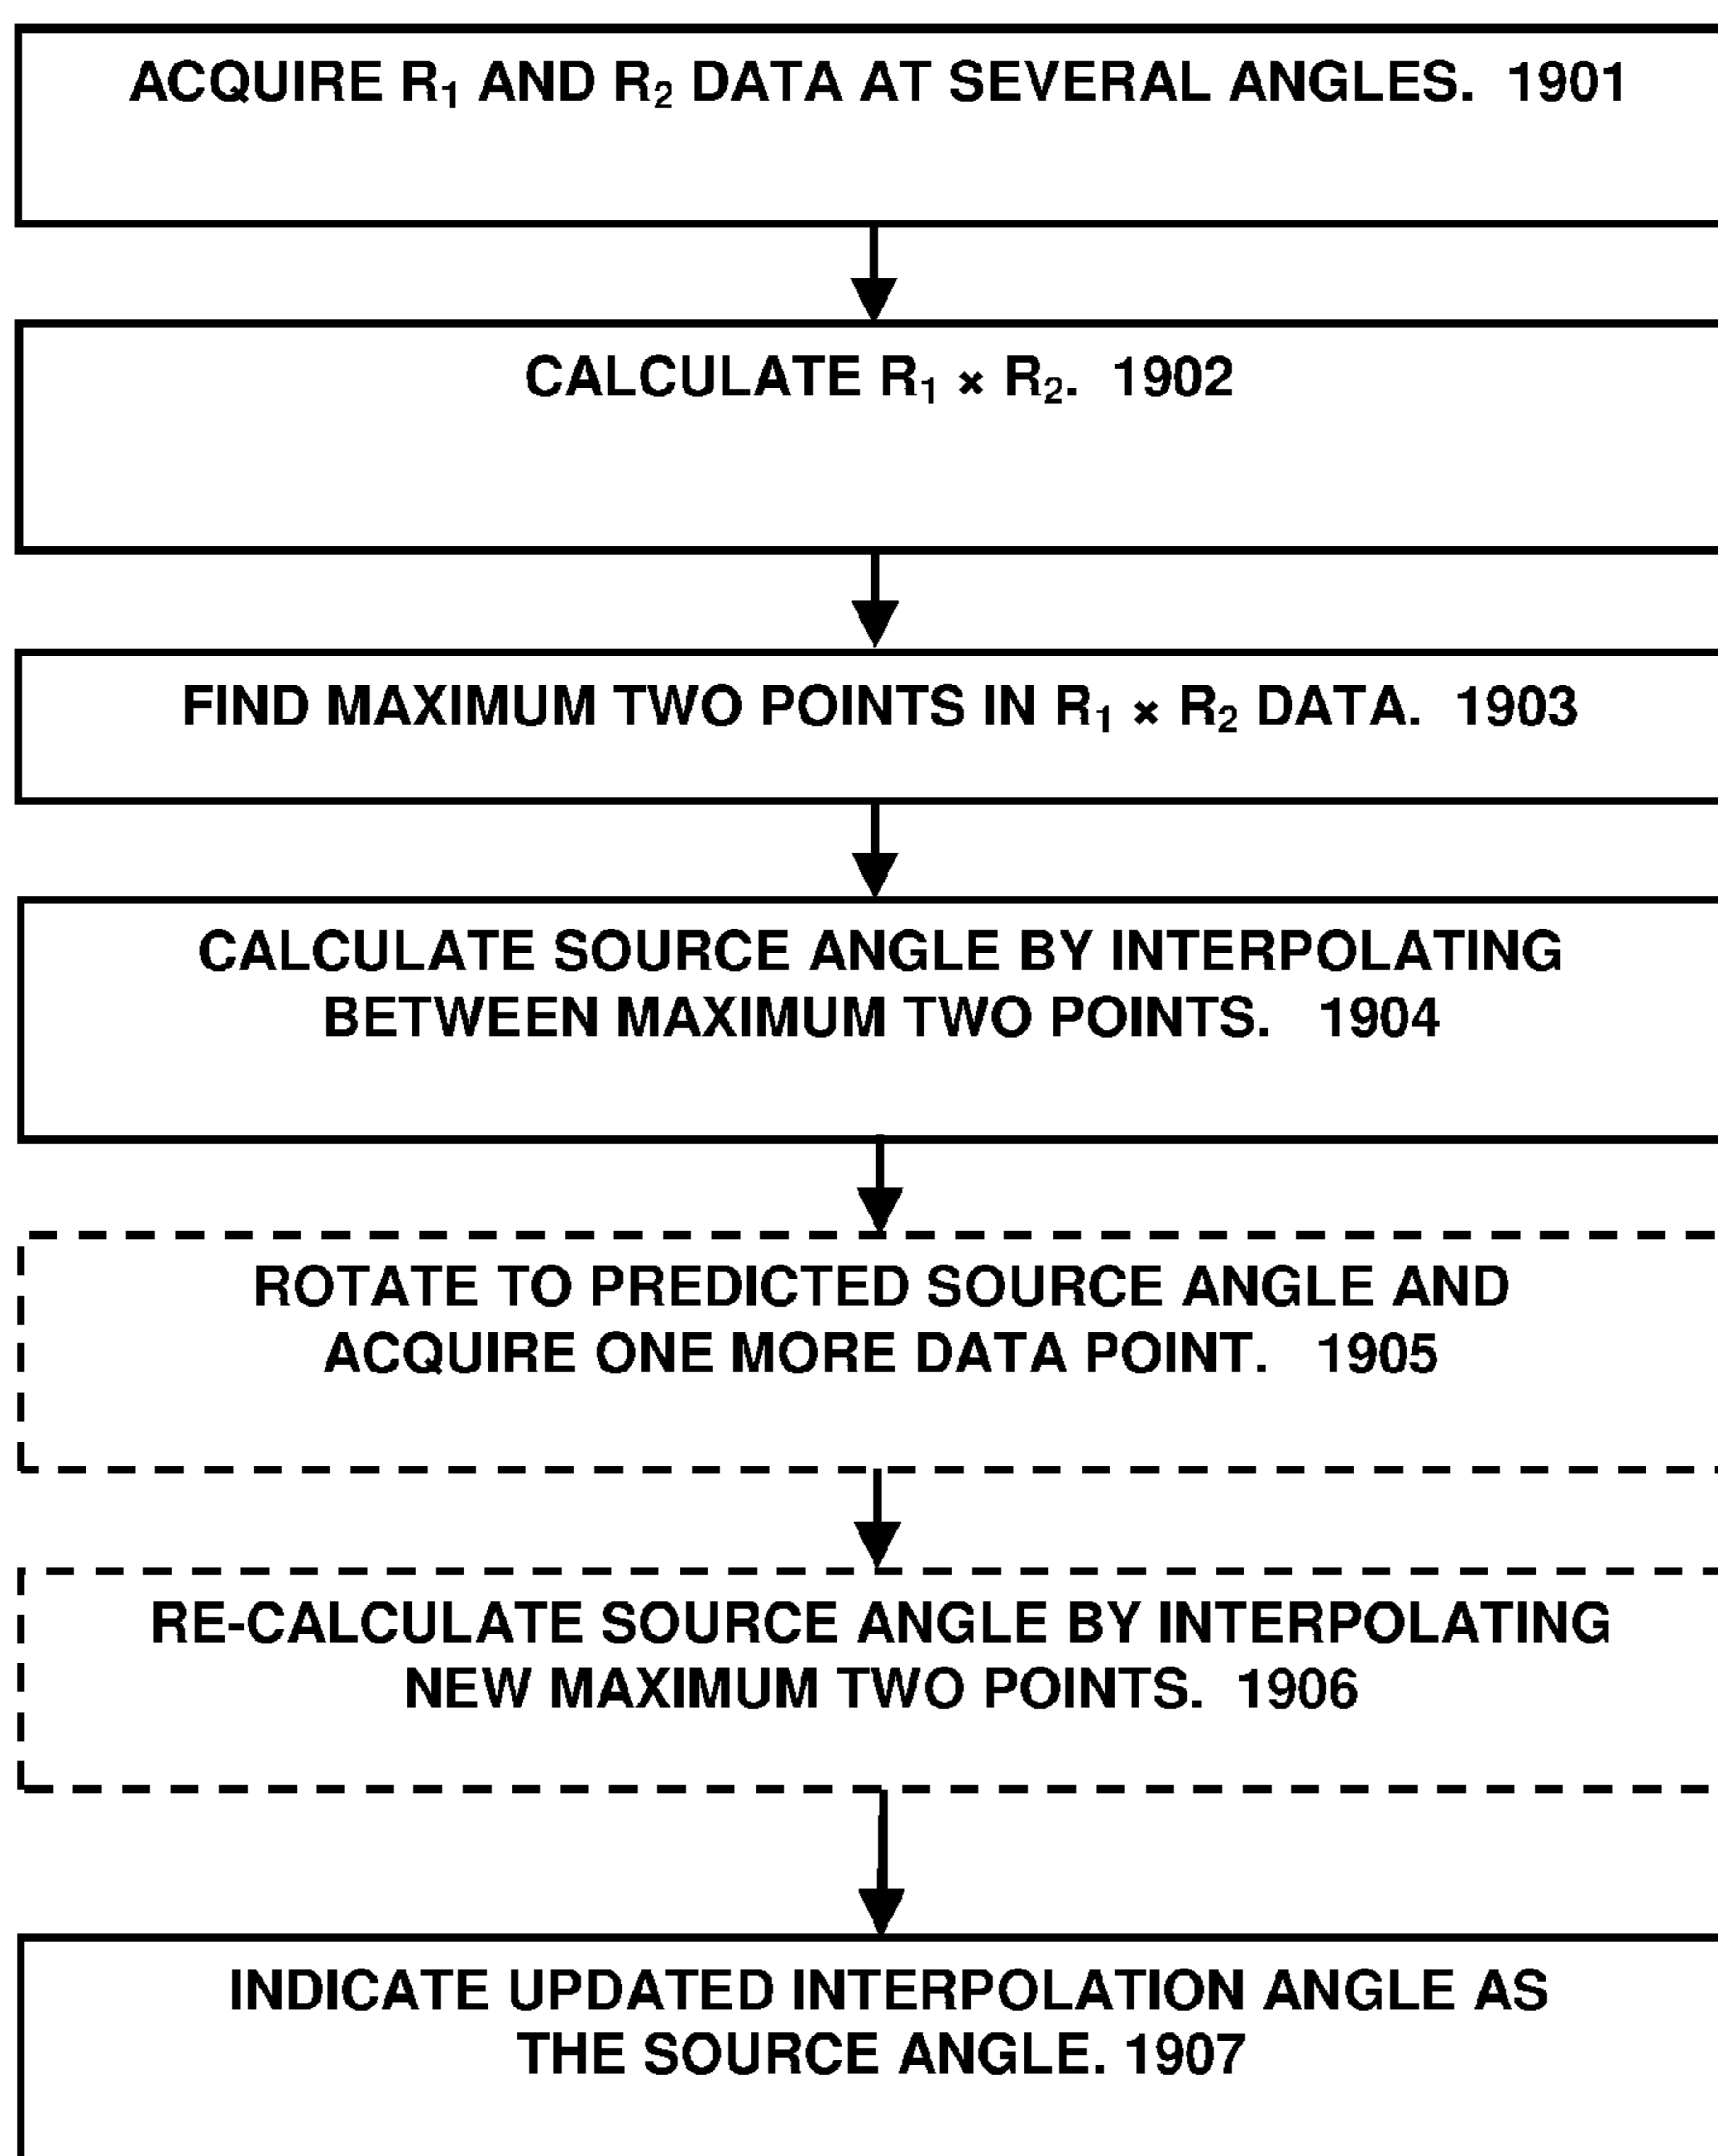 ACQUIRE R₁ AND R₂ DATA AT SEVERAL ANGLES. 1901
CALCULATE R₁ × R₂. 1902
FIND MAXIMUM TWO POINTS IN R₁ × R₂ DATA. 1903
CALCULATE SOURCE ANGLE BY INTERPOLATING
BETWEEN MAXIMUM TWO POINTS. 1904
ROTATE TO PREDICTED SOURCE ANGLE AND
ACQUIRE ONE MORE DATA POINT. 1905
RE-CALCULATE SOURCE ANGLE BY INTERPOLATING
NEW MAXIMUM TWO POINTS. 1906
INDICATE UPDATED INTERPOLATION ANGLE AS
THE SOURCE ANGLE. 1907